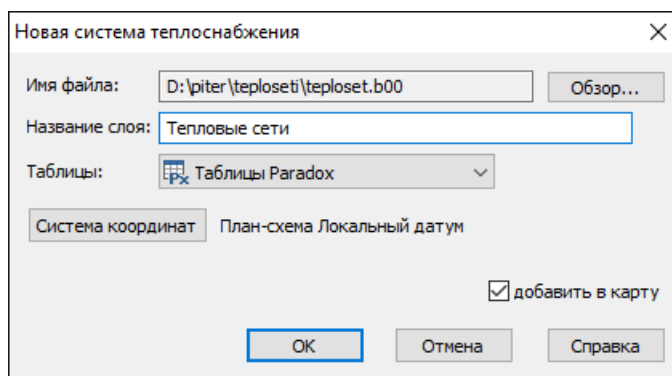 Новая система теплоснабжения
Имя файла: D:\piter\teploseti\teploset.b00 Обзор...
Название слоя: Тепловые сети
Таблицы: Px Таблицы Paradox
Система координат План-схема Локальный датум
добавить в карту
OK Отмена Справка